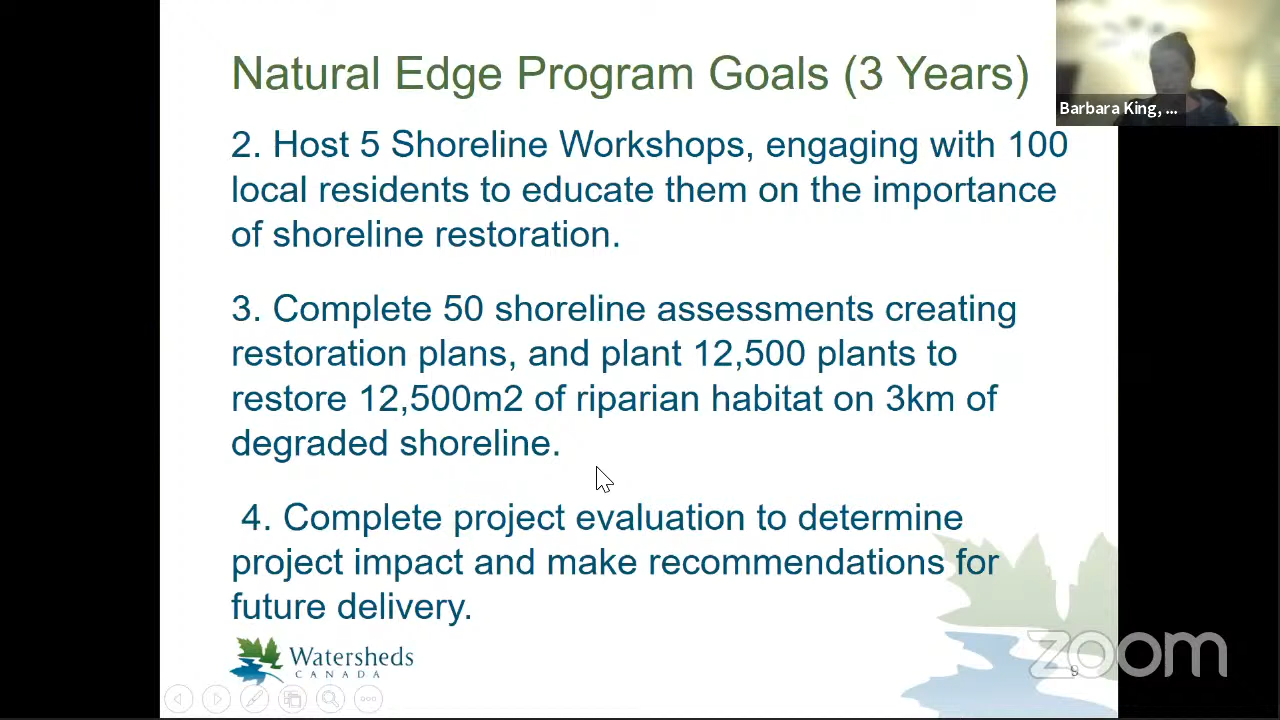 Natural Edge Program Goals (3 Years)
Barbara King, ...
2. Host 5 Shoreline Workshops, engaging with 100
local residents to educate them on the importance
of shoreline restoration.
3. Complete 50 shoreline assessments creating
restoration plans, and plant 12,500 plants to
restore 12,500m2 of riparian habitat on 3km of
degraded shoreline.
4. Complete project evaluation to determine
project impact and make recommendations for
future delivery.
Watersheds
CANADA
zoom